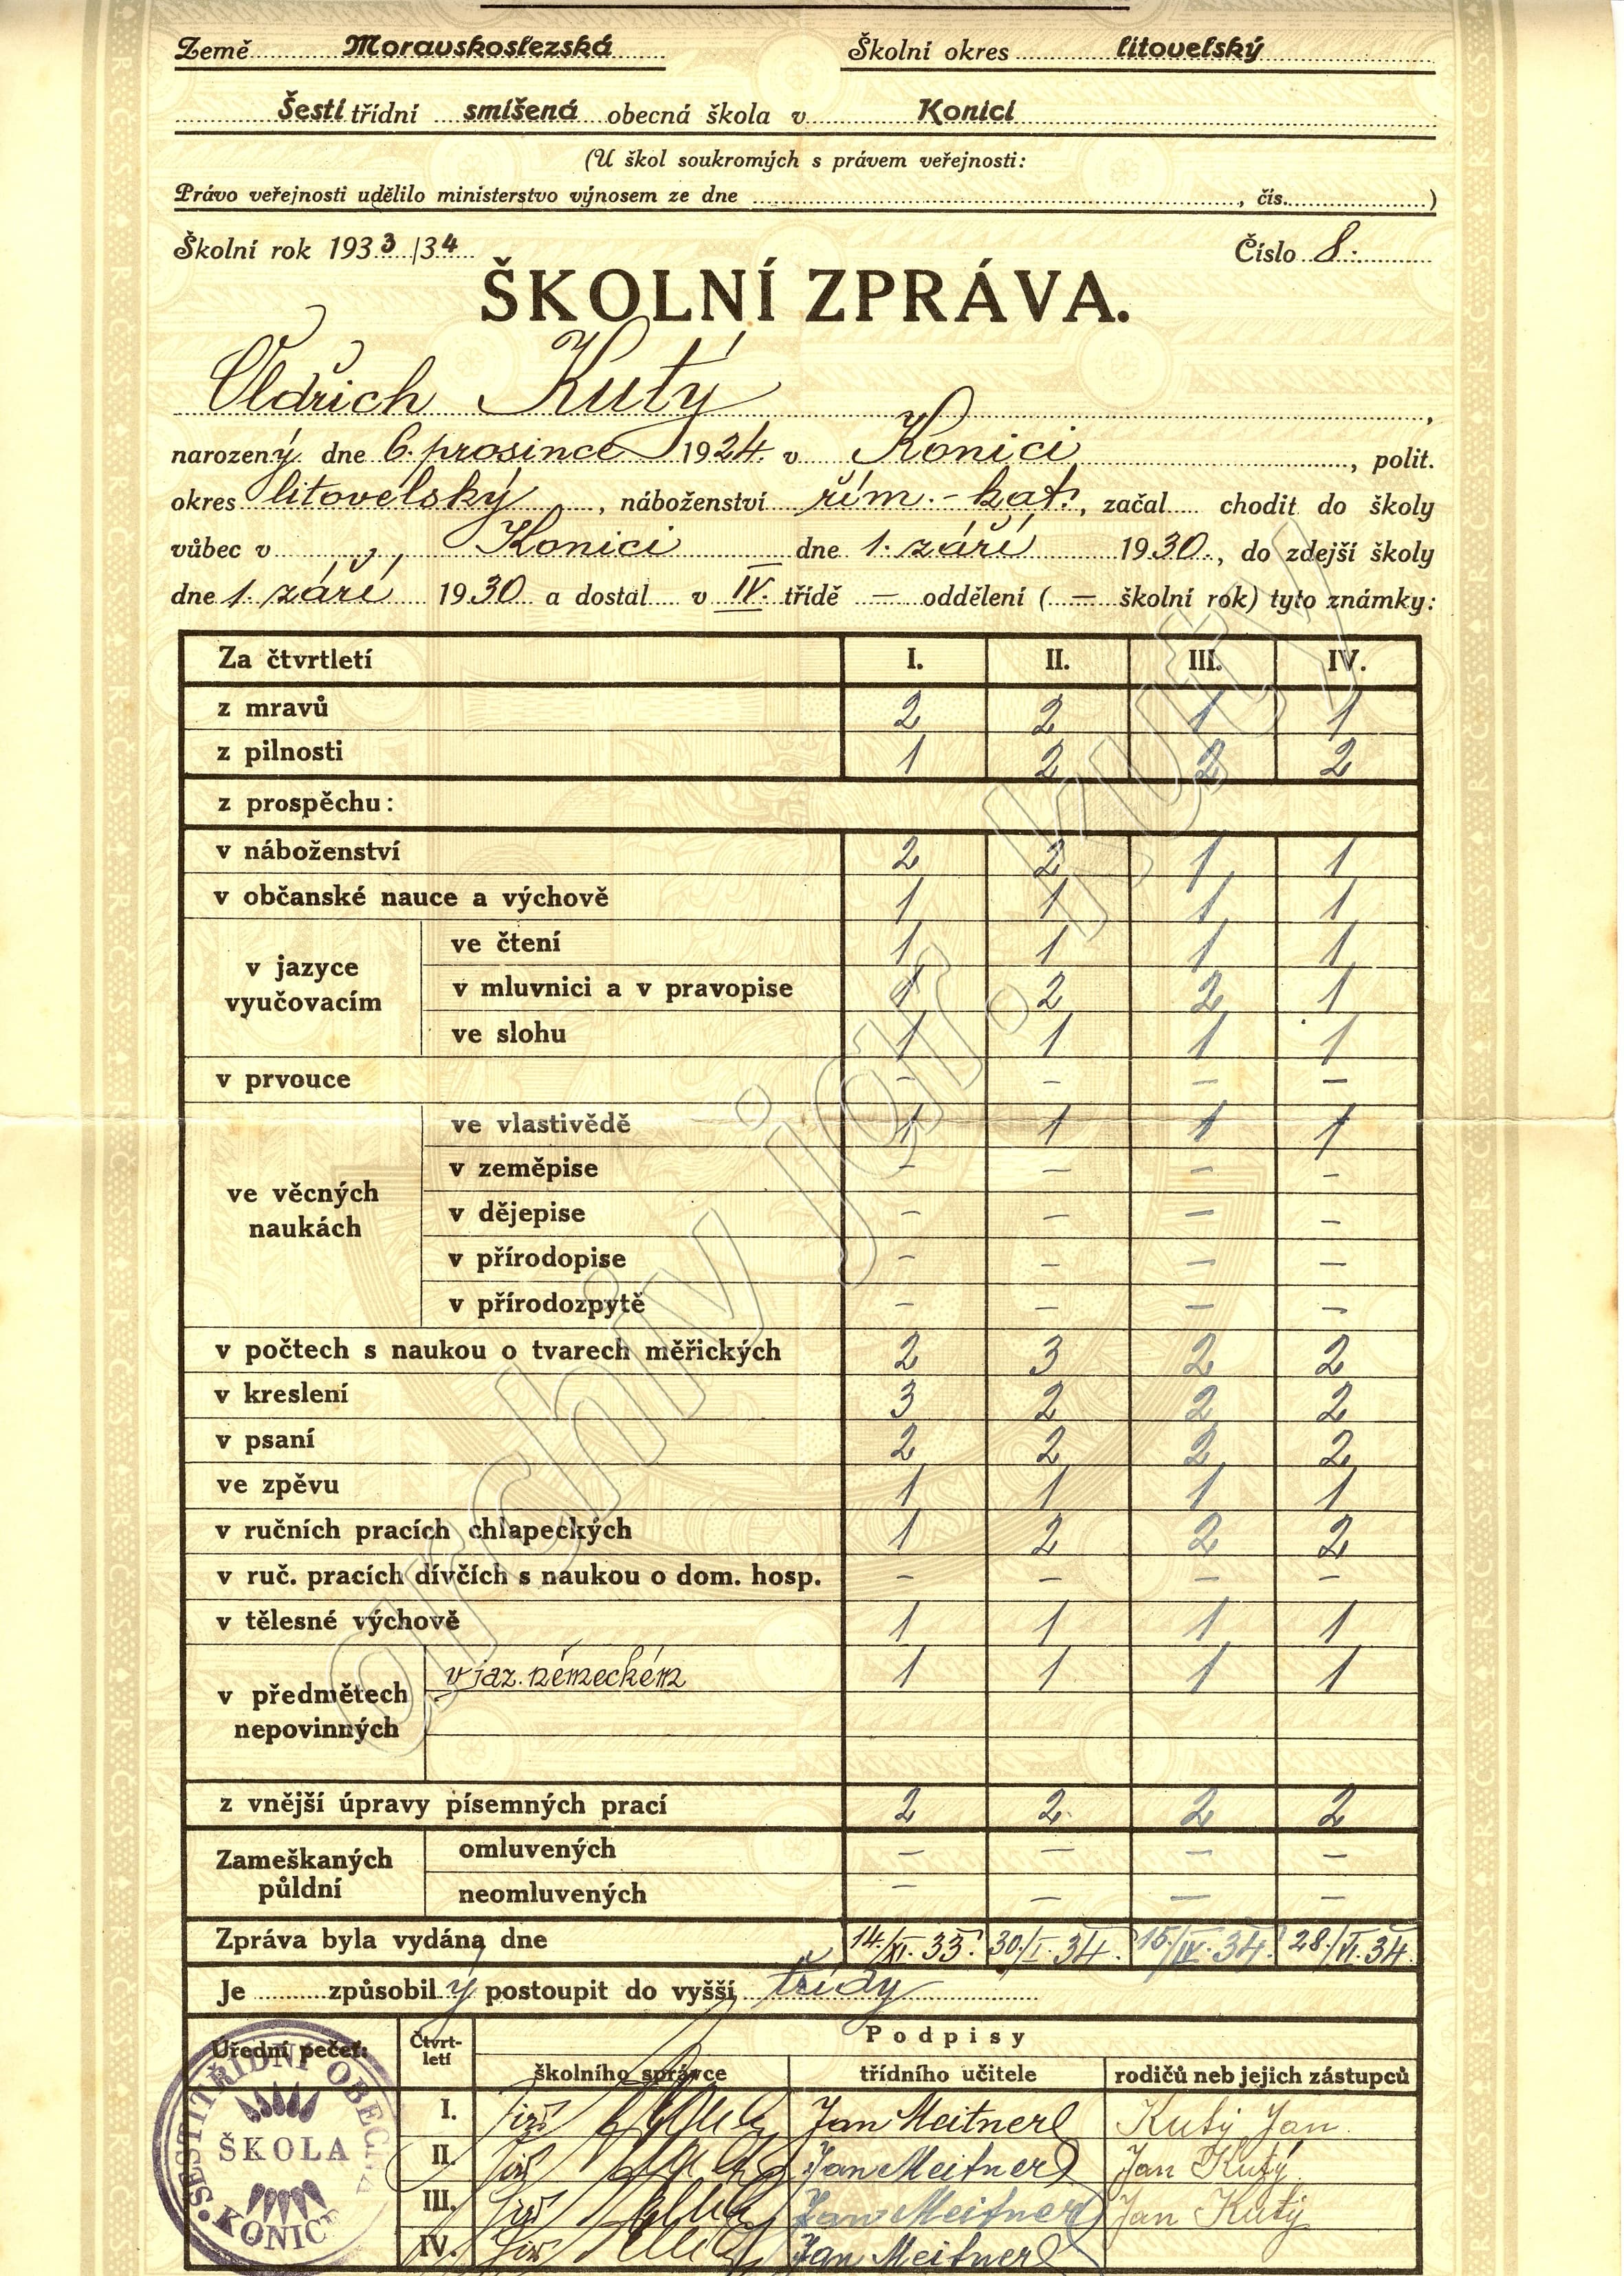 Země Moravskoslezská Školní okres litovelský
Šesti třídní smíšená obecná škola v Konici
(U škol soukromých s právem veřejnosti:
Právo veřejnosti udělilo ministerstvo výnosem ze dne , čís. )
Školní rok 1933/34 Číslo 8.
ŠKOLNÍ ZPRÁVA.
Oldřich Kutý ,
narozený dne 6. prosince 1924. v Konici , polit.
okres litovelský , náboženství řím.-kat. , začal chodit do školy
vůbec v „ Konici dne 1. září 1930. , do zdejší školy
dne 1. září 1930 a dostal v IV. třídě — oddělení ( — školní rok) tyto známky:
Za čtvrtletí I. II. III. IV.
z mravů 2 2 1 1
z pilnosti 1 2 2 2
z prospěchu:
v náboženství 2 2 1 1
v občanské nauce a výchově 1 1 1 1
v jazyce vyučovacím
ve čtení 1 1 1 1
v mluvnici a v pravopise 1 2 2 1
ve slohu 1 1 1 1
v prvouce – – – –
ve věcných naukách
ve vlastivědě 1 1 1 1
v zeměpise – – – –
v dějepise – – – –
v přírodopise – – – –
v přírodozpytě – – – –
v počtech s naukou o tvarech měřických 2 3 2 2
v kreslení 3 2 2 2
v psaní 2 2 2 2
ve zpěvu 1 1 1 1
v ručních pracích chlapeckých 1 2 2 2
v ruč. pracích dívčích s naukou o dom. hosp. – – – –
v tělesné výchově 1 1 1 1
v předmětech nepovinných
v jaz. německém 1 1 1 1
z vnější úpravy písemných prací 2 2 2 2
Zameškaných půldní
omluvených – – – –
neomluvených – – – –
Zpráva byla vydána dne 14./XI. 33. 30./I. 34. 15./IV. 34. 28./VI. 34.
Je způsobilý postoupit do vyšší třídy
Úřední pečeť: Čtvrtletí Podpisy
školního správce třídního učitele rodičů neb jejich zástupců
I. Jan Meitner Kutý Jan
II. Jan Meitner Jan Kutý
III. Jan Meitner Jan Kutý
IV. Jan Meitner
ŠESTITŘÍDNÍ OBECNÁ
ŠKOLA
KONICE
archiv jar. kutý